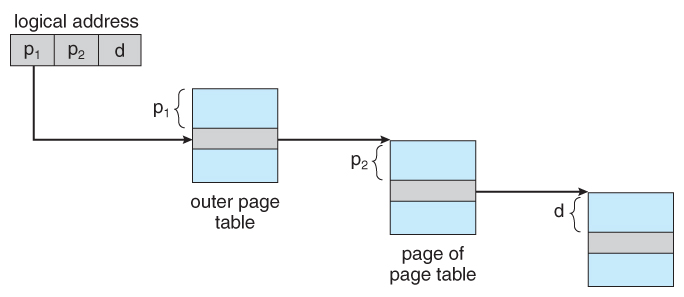 logical address
p₁ p₂ d
p₁
outer page
table
p₂
page of
page table
d